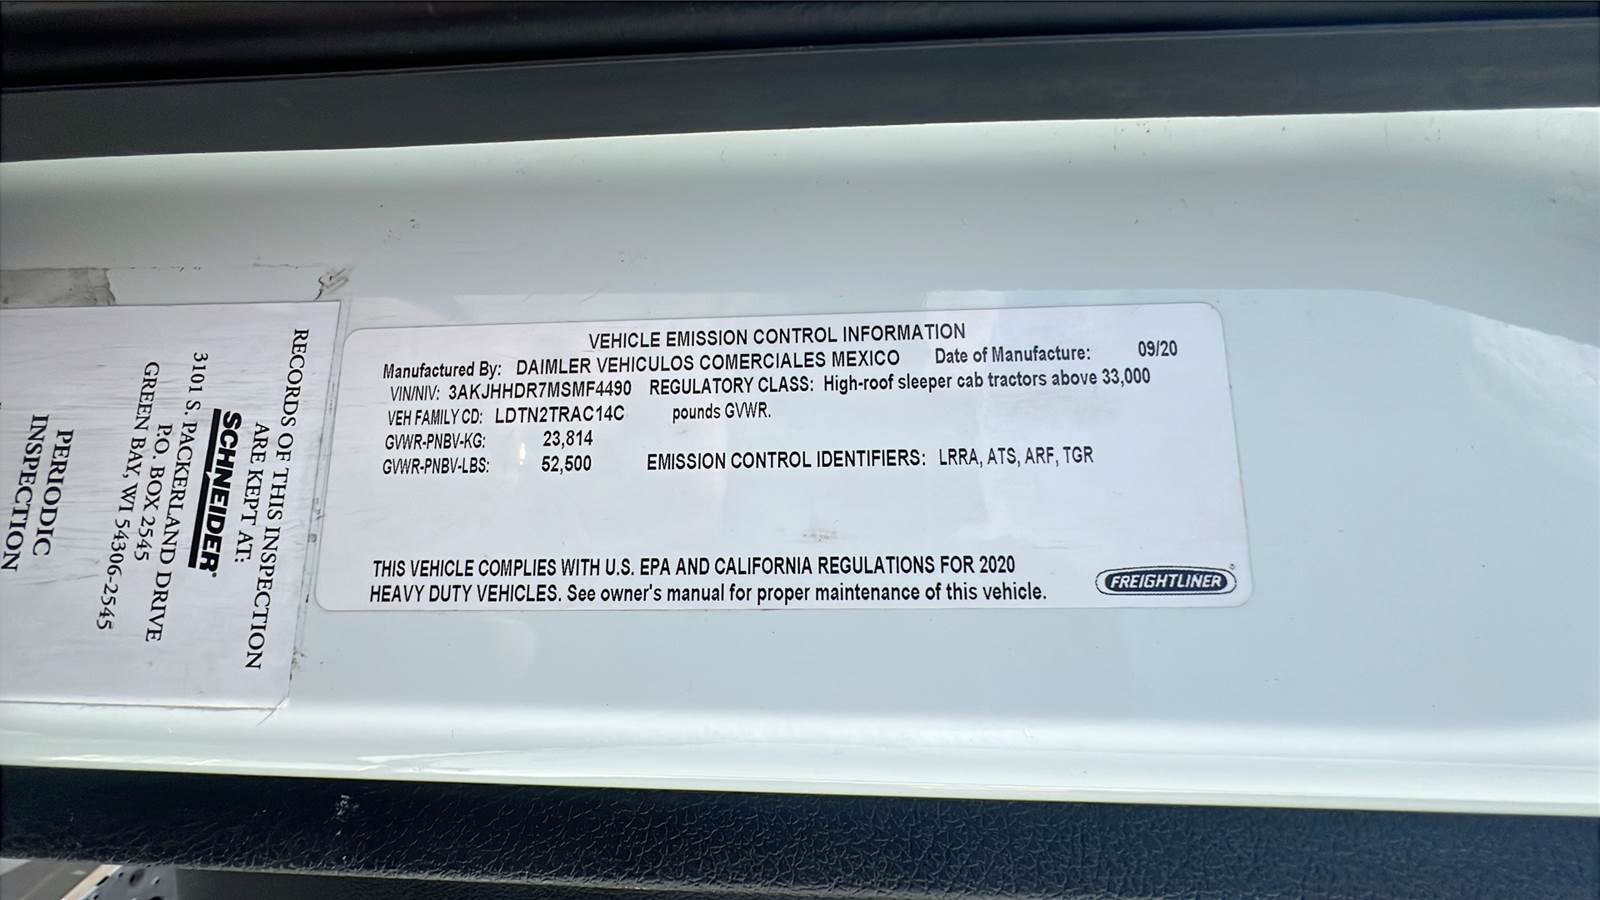 VEHICLE EMISSION CONTROL INFORMATION
Manufactured By: DAIMLER VEHICULOS COMERCIALES MEXICO Date of Manufacture: 09/20
VIN/NIV: 3AKJHHDR7MSMF4490 REGULATORY CLASS: High-roof sleeper cab tractors above 33,000
VEH FAMILY CD: LDTN2TRAC14C pounds GVWR.
GVWR-PNBV-KG: 23,814
GVWR-PNBV-LBS: 52,500 EMISSION CONTROL IDENTIFIERS: LRRA, ATS, ARF, TGR
THIS VEHICLE COMPLIES WITH U.S. EPA AND CALIFORNIA REGULATIONS FOR 2020
HEAVY DUTY VEHICLES. See owner's manual for proper maintenance of this vehicle.
FREIGHTLINER
RECORDS OF THIS INSPECTION
ARE KEPT AT:
SCHNEIDER
3101 S. PACKERLAND DRIVE
P.O. BOX 2545
GREEN BAY, WI 54306-2545
PERIODIC
INSPECTION